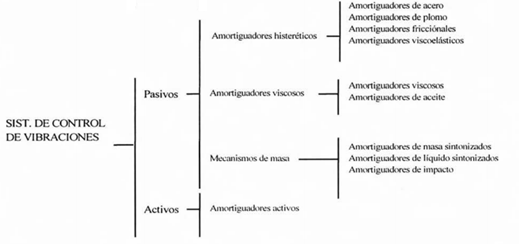 Amortiguadores de acero
Amortiguadores de plomo
Amortiguadores fricciónales
Amortiguadores viscoelásticos
Amortiguadores histeréticos
Pasivos
Amortiguadores viscosos
Amortiguadores viscosos
Amortiguadores de aceite
SIST. DE CONTROL
DE VIBRACIONES
Mecanismos de masa
Amortiguadores de masa sintonizados
Amortiguadores de líquido sintonizados
Amortiguadores de impacto
Activos
Amortiguadores activos